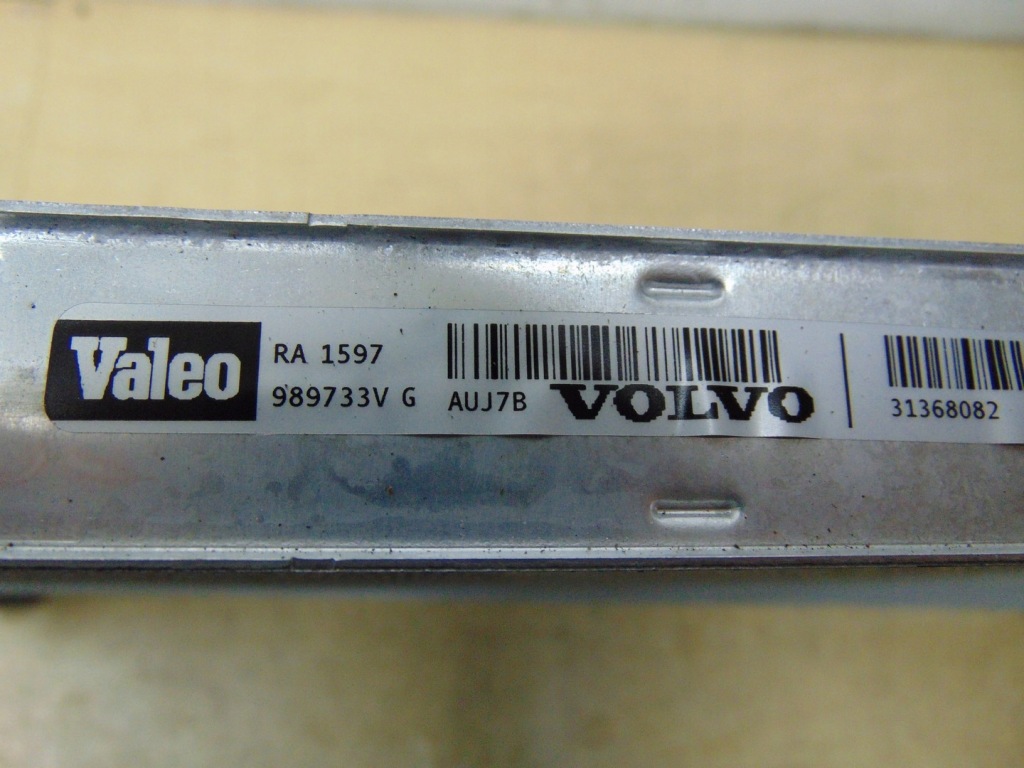 Valeo
RA 1597
989733V G
AUJ7B VOLVO
31368082